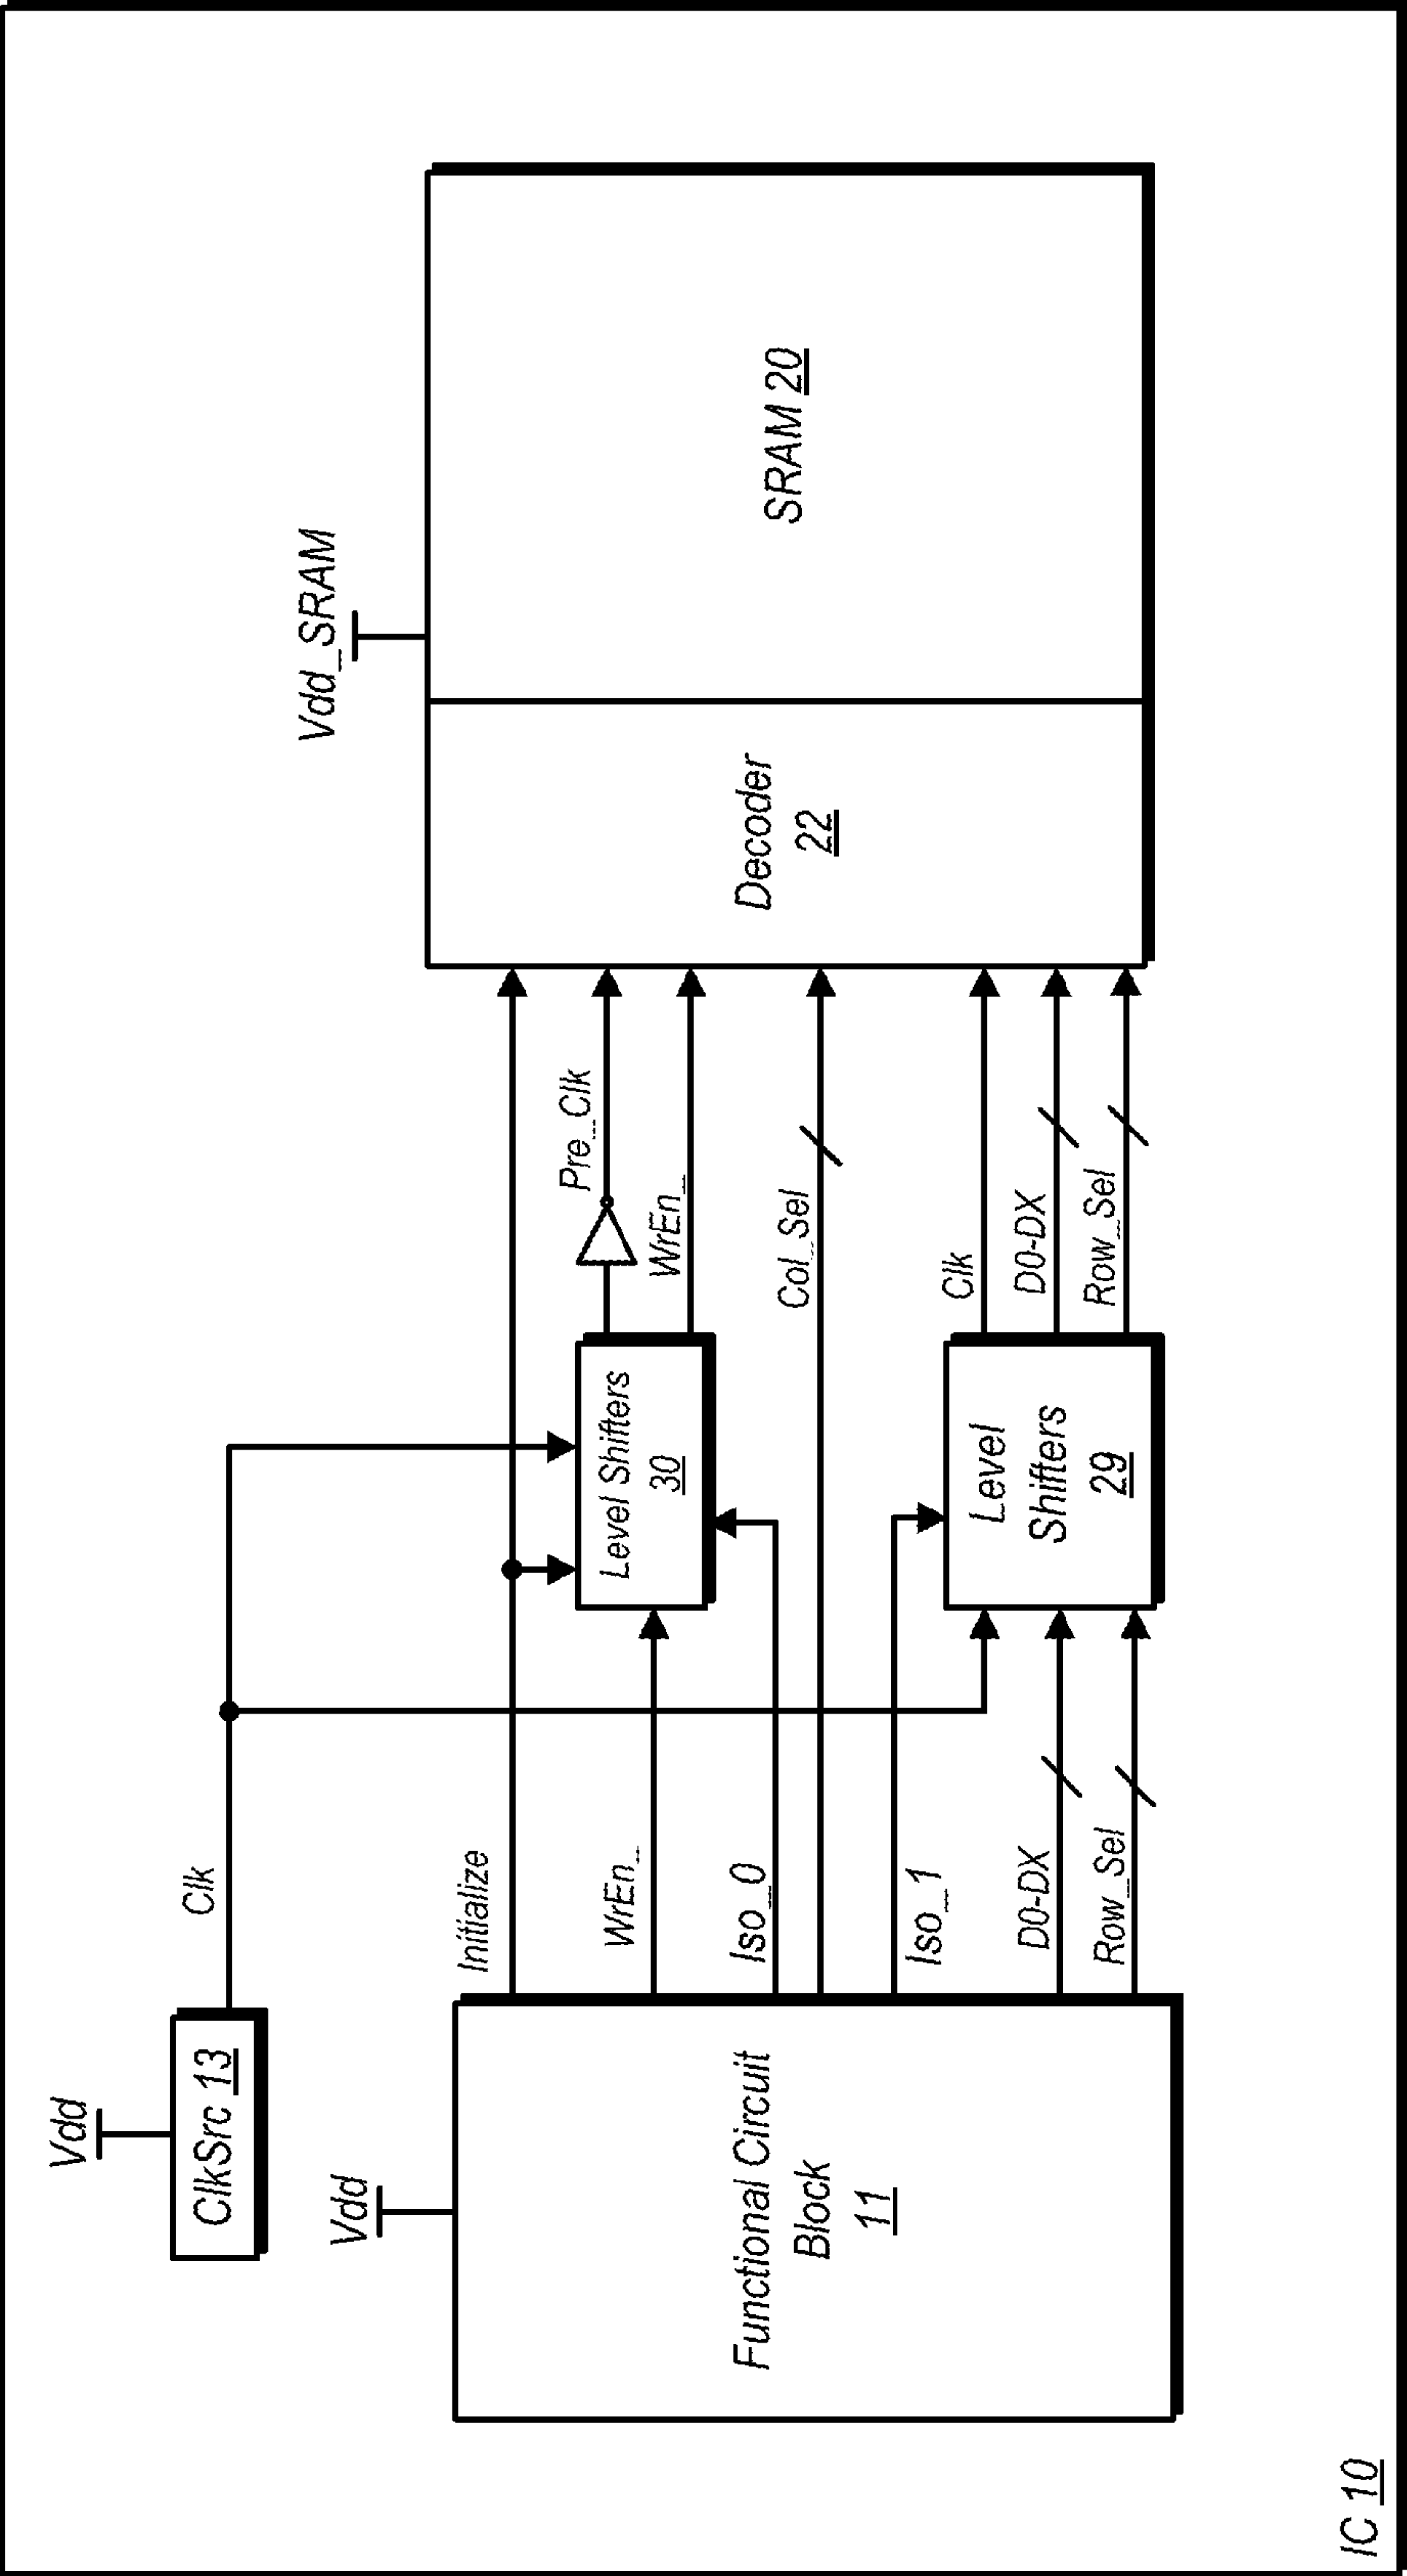 Vdd
ClkSrc 13
Clk
Vdd
Functional Circuit
Block
11
Initialize
WrEn_
Iso_0
Iso_1
D0-DX
Row_Sel
Level Shifters
30
Level
Shifters
29
Pre_Clk
WrEn_
Col_Sel
Clk
D0-DX
Row_Sel
Vdd_SRAM
Decoder
22
SRAM 20
IC 10